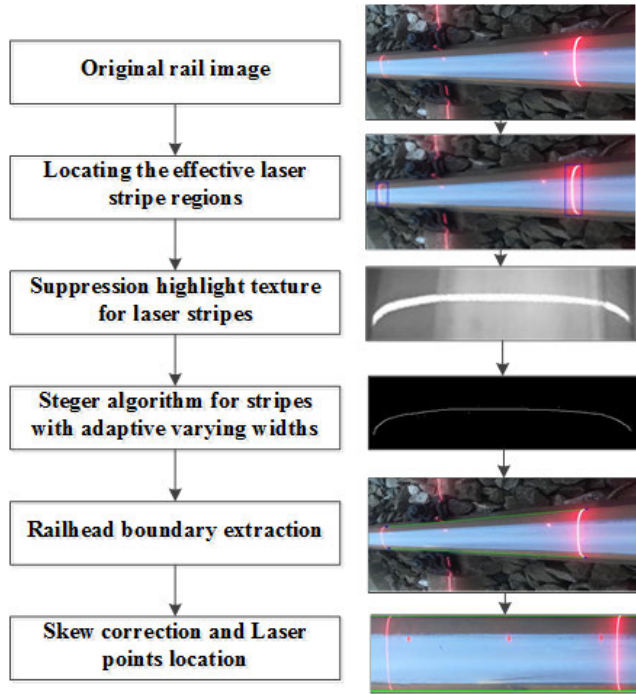 Original rail image
Locating the effective laser
stripe regions
Suppression highlight texture
for laser stripes
Steger algorithm for stripes
with adaptive varying widths
Railhead boundary extraction
Skew correction and Laser
points location